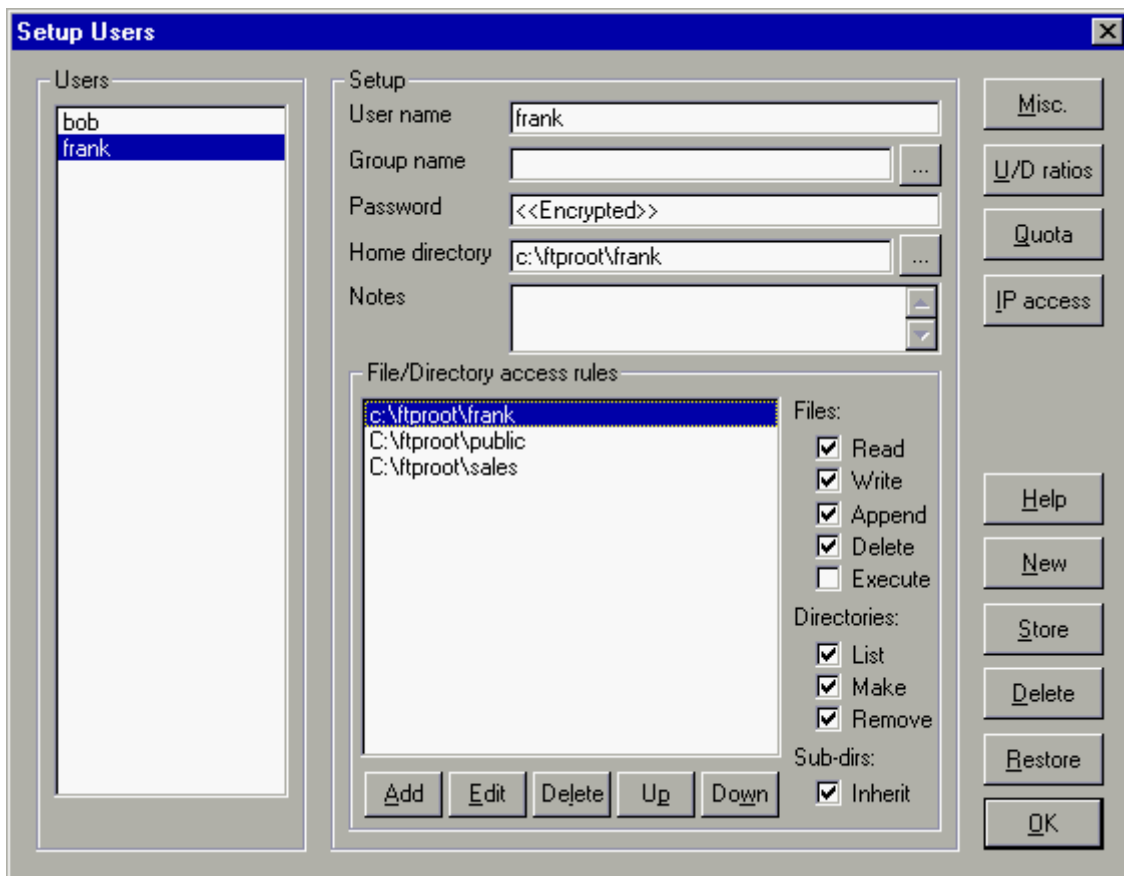 Setup Users
Users
bob
frank
Setup
User name
frank
Group name
...
Password
<<Encrypted>>
Home directory
c:\ftproot\frank
...
Notes
File/Directory access rules
c:\ftproot\frank
C:\ftproot\public
C:\ftproot\sales
Files:
Read
Write
Append
Delete
Execute
Directories:
List
Make
Remove
Sub-dirs:
Inherit
Add Edit Delete Up Down
Misc.
U/D ratios
Quota
IP access
Help
New
Store
Delete
Restore
OK